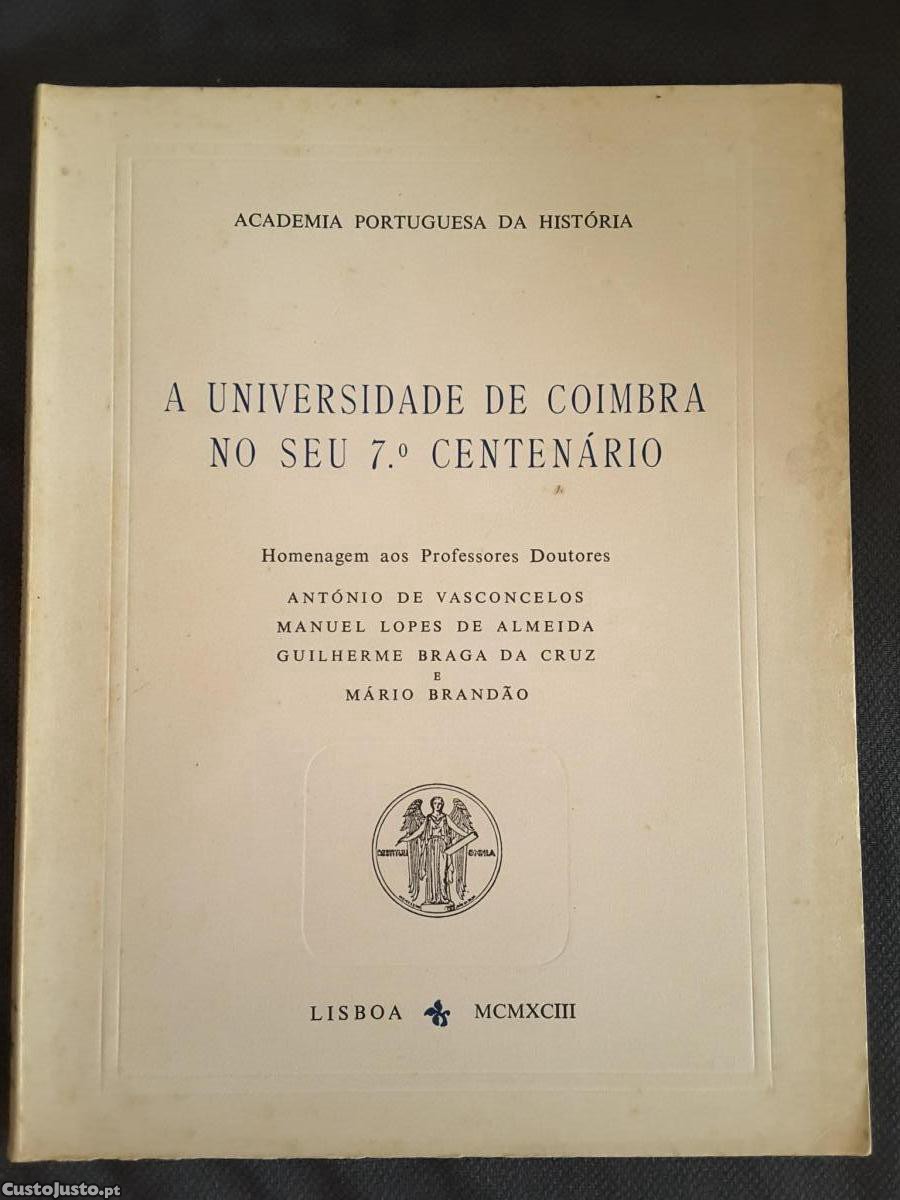 ACADEMIA PORTUGUESA DA HISTÓRIA
A UNIVERSIDADE DE COIMBRA
NO SEU 7.º CENTENÁRIO
Homenagem aos Professores Doutores
ANTÓNIO DE VASCONCELOS
MANUEL LOPES DE ALMEIDA
GUILHERME BRAGA DA CRUZ
E
MÁRIO BRANDÃO
LISBOA MCMXCIII
CustoJusto.pt